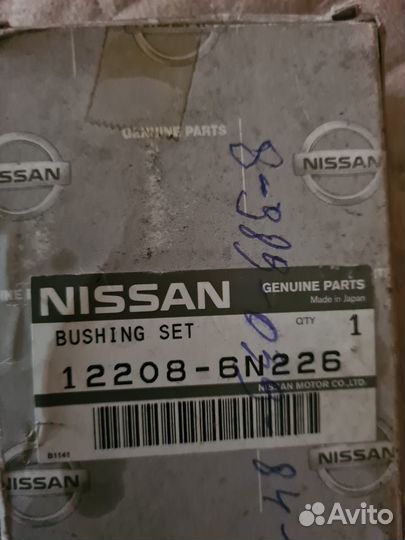 GENUINE PARTS
NISSAN
SSAN
GENUINE PARTS
Made in Japan
NISSAN
BUSHING SET
QTY 1
12208-6N226
NISSAN MOTOR CO.,LTD.
B1141
NISSAN
NISSAN
Avito